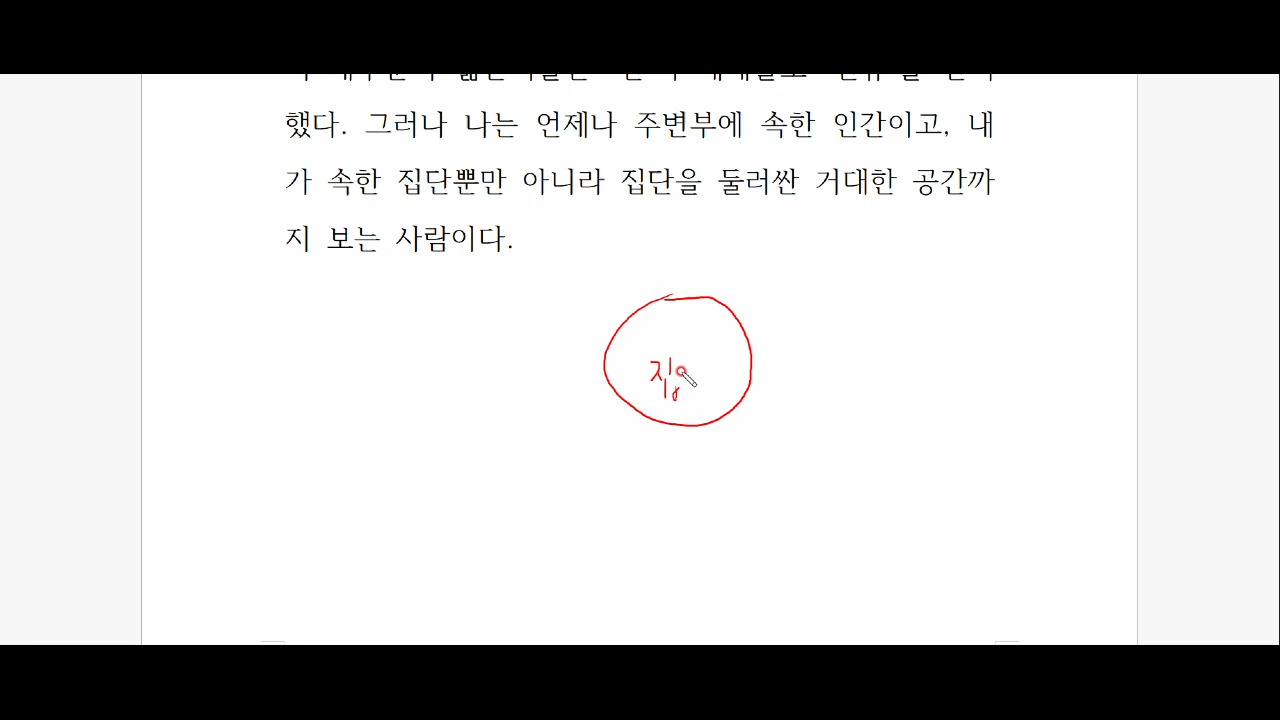 했다. 그러나 나는 언제나 주변부에 속한 인간이고, 내
가 속한 집단뿐만 아니라 집단을 둘러싼 거대한 공간까
지 보는 사람이다.